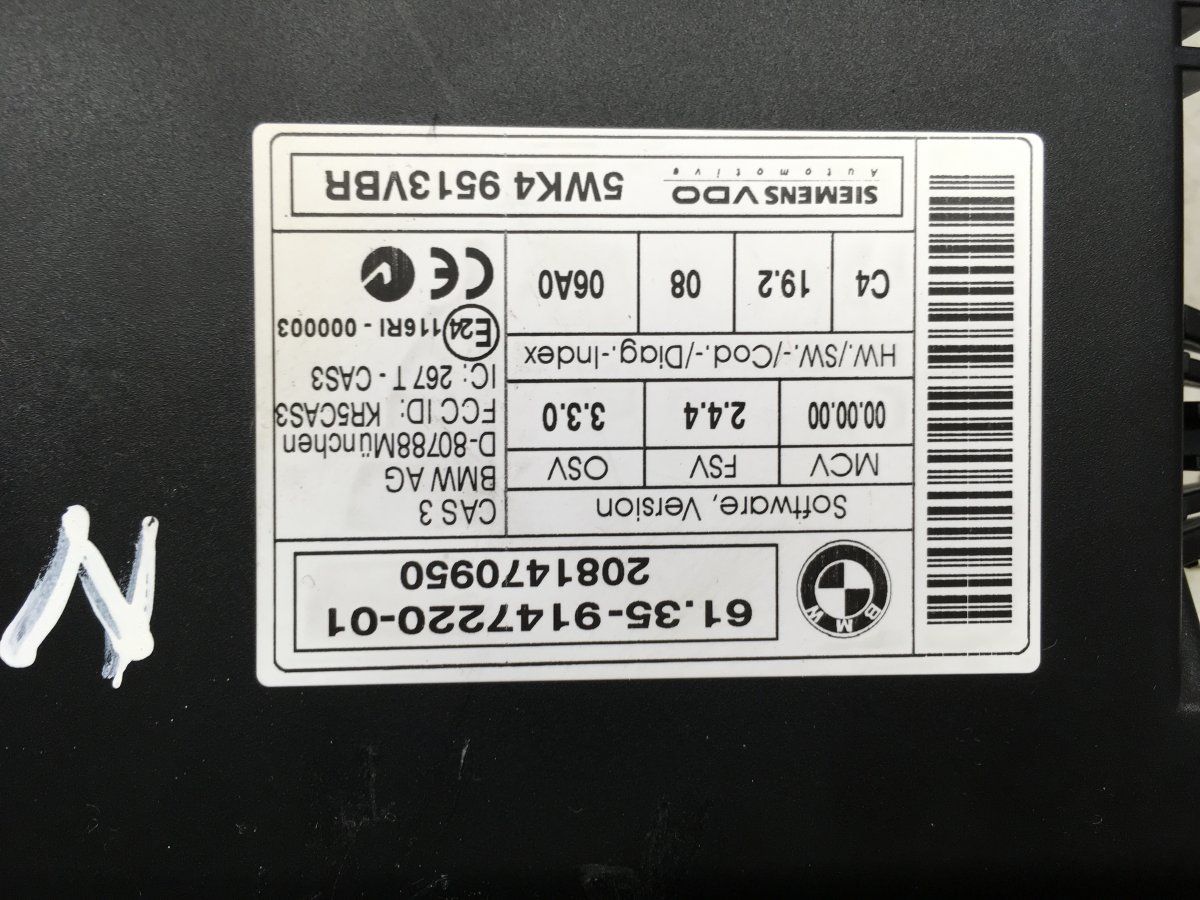 61.35-9147220-01
2081470950
BMW
Software, Version
MCV FSV OSV
00.00.00 2.4.4 3.3.0
HW./SW.-/Cod.-/Diag.-Index
C4 19.2 08 06A0
CAS 3
BMW AG
D-80788München
FCC ID: KR5CAS3
IC: 267 T - CAS3
E24 116RI - 000003
CE
SIEMENS VDO
Automotive
5WK4 9513VBR
N